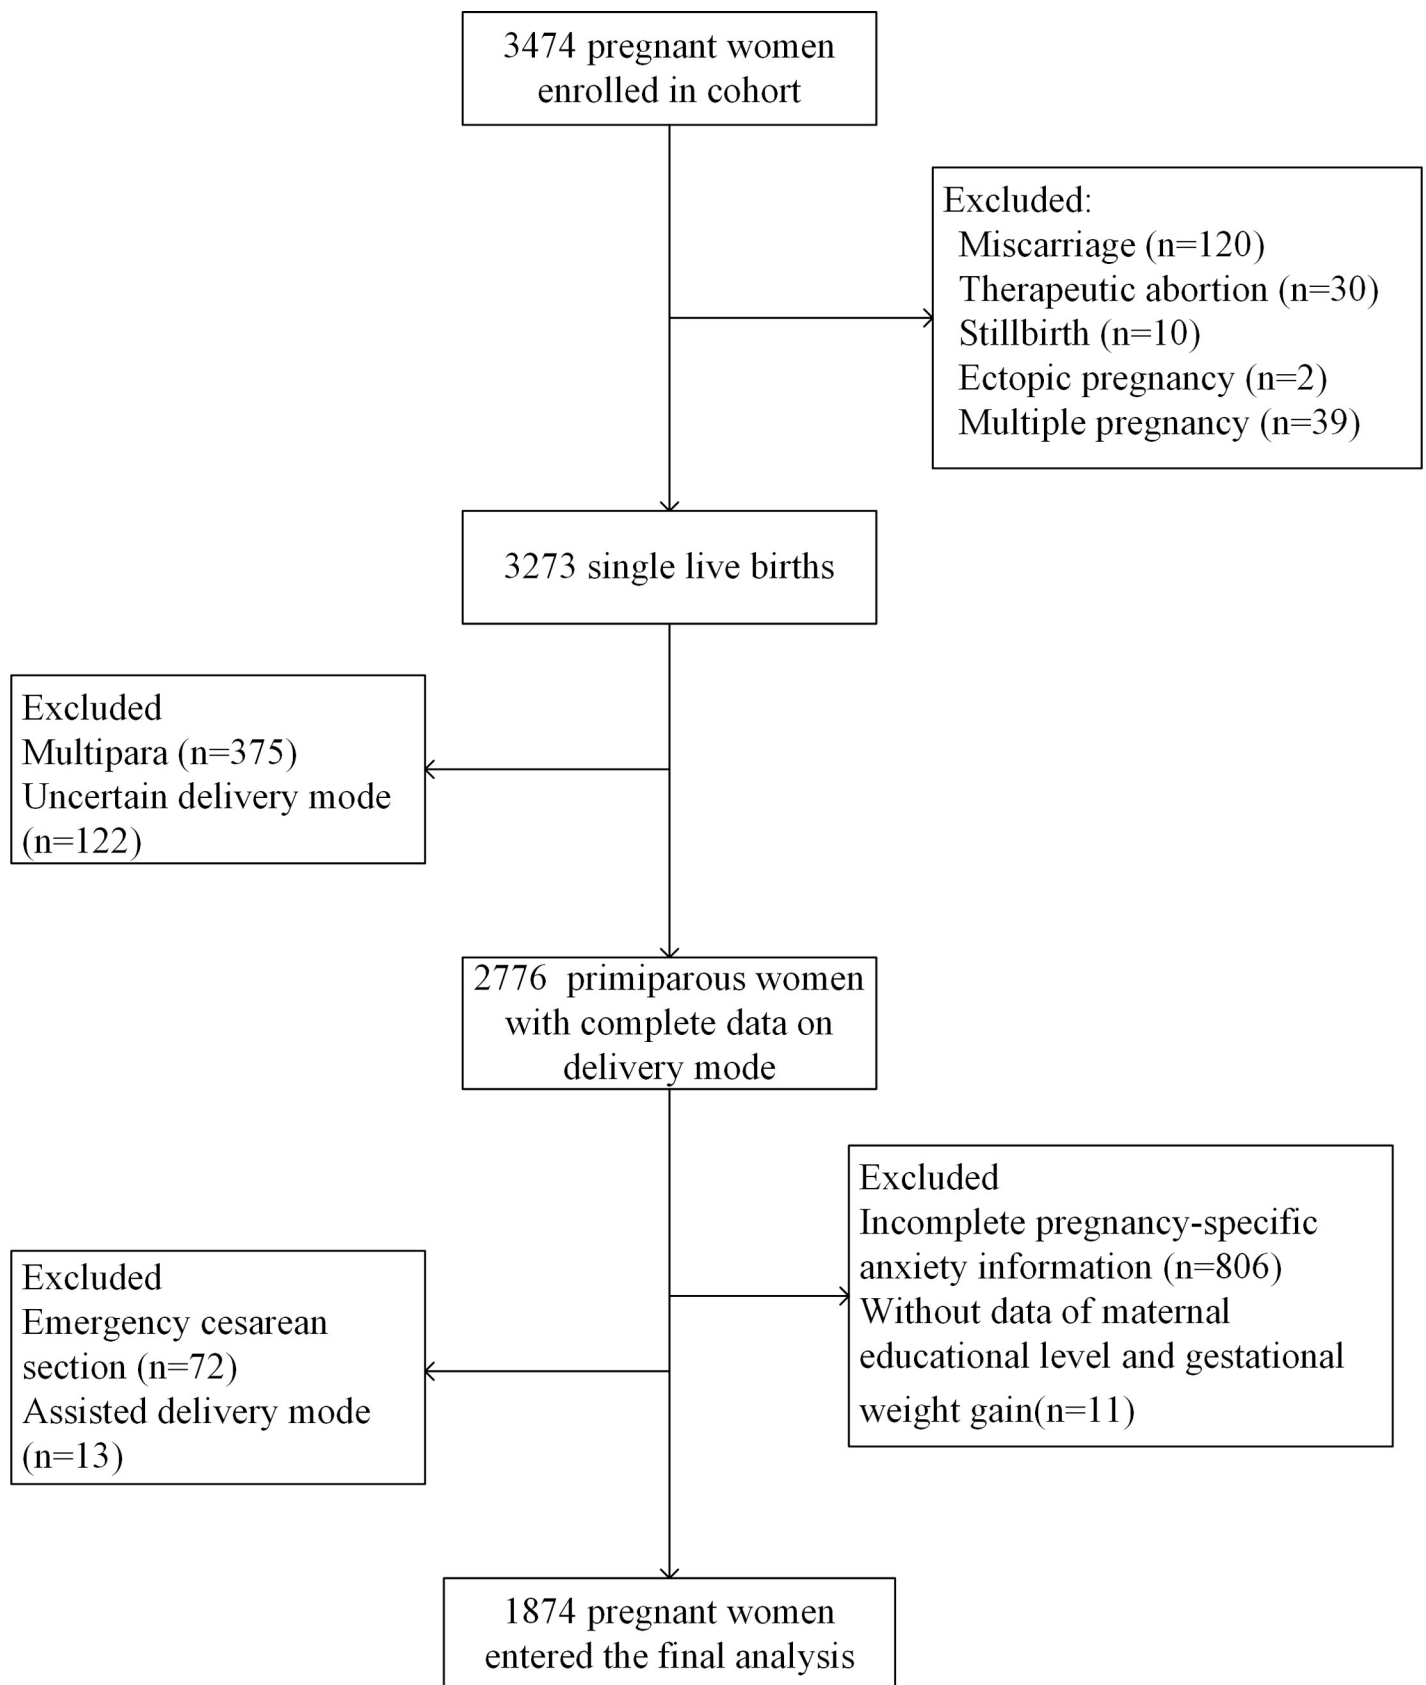 3474 pregnant women
enrolled in cohort
Excluded:
Miscarriage (n=120)
Therapeutic abortion (n=30)
Stillbirth (n=10)
Ectopic pregnancy (n=2)
Multiple pregnancy (n=39)
3273 single live births
Excluded
Multipara (n=375)
Uncertain delivery mode
(n=122)
2776 primiparous women
with complete data on
delivery mode
Excluded
Incomplete pregnancy-specific
anxiety information (n=806)
Without data of maternal
educational level and gestational
weight gain(n=11)
Excluded
Emergency cesarean
section (n=72)
Assisted delivery mode
(n=13)
1874 pregnant women
entered the final analysis